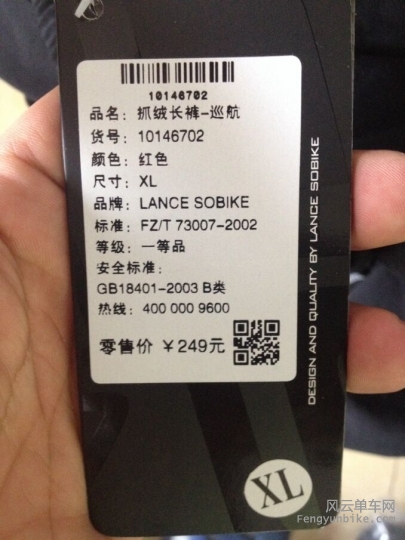 10146702
品名: 抓绒长裤-巡航
货号: 10146702
颜色: 红色
尺寸: XL
品牌: LANCE SOBIKE
标准: FZ/T 73007-2002
等级: 一等品
安全标准:
GB18401-2003 B类
热线: 400 000 9600
零售价 ¥249元
DESIGN AND QUALITY BY LANCE SOBIKE
XL
风云单车网
Fengyunbike.com